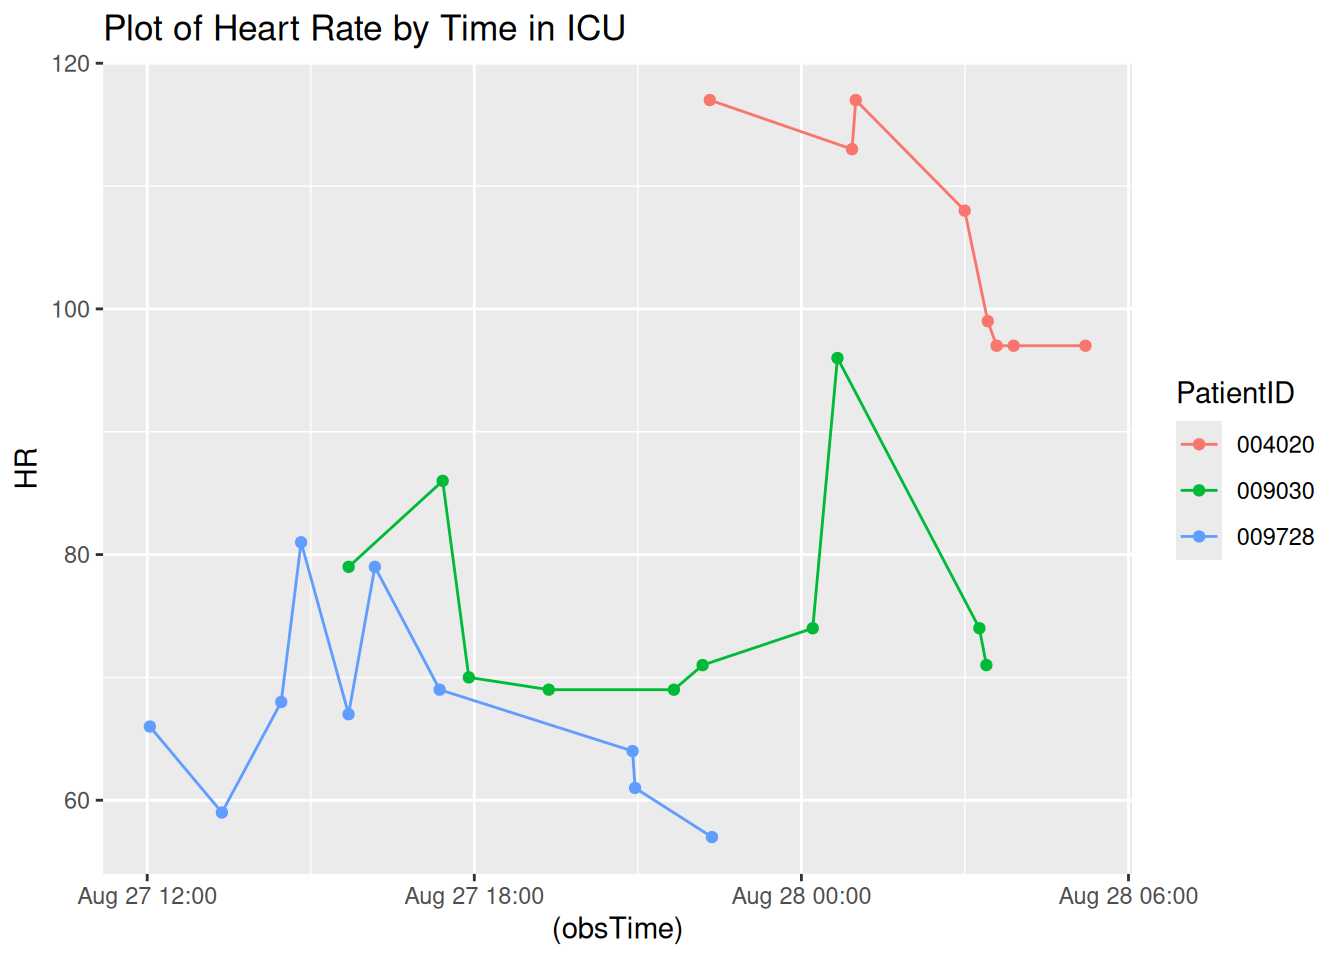 Plot of Heart Rate by Time in ICU
120
100
80
60
HR
Aug 27 12:00 Aug 27 18:00 Aug 28 00:00 Aug 28 06:00
(obsTime)
PatientID
004020
009030
009728